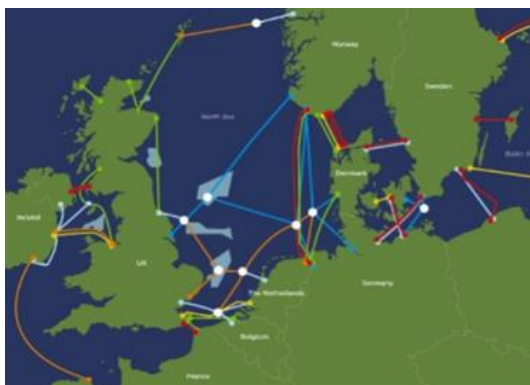 Norway
Sweden
North Sea
Denmark
Ireland
UK
The Netherlands
Germany
Belgium
France